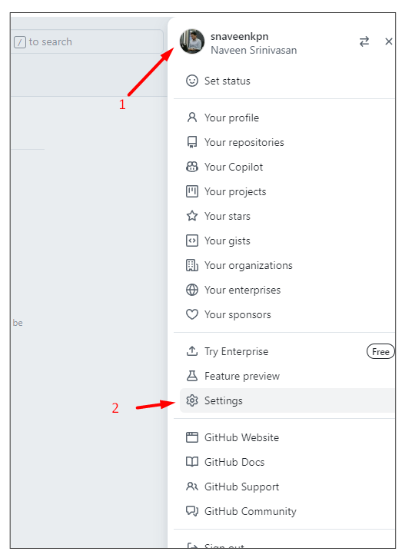 / to search
snaveenkpn
Naveen Srinivasan
1
Set status
Your profile
Your repositories
Your Copilot
Your projects
Your stars
Your gists
Your organizations
Your enterprises
be
Your sponsors
Try Enterprise Free
Feature preview
2 Settings
GitHub Website
GitHub Docs
GitHub Support
GitHub Community
Sign out